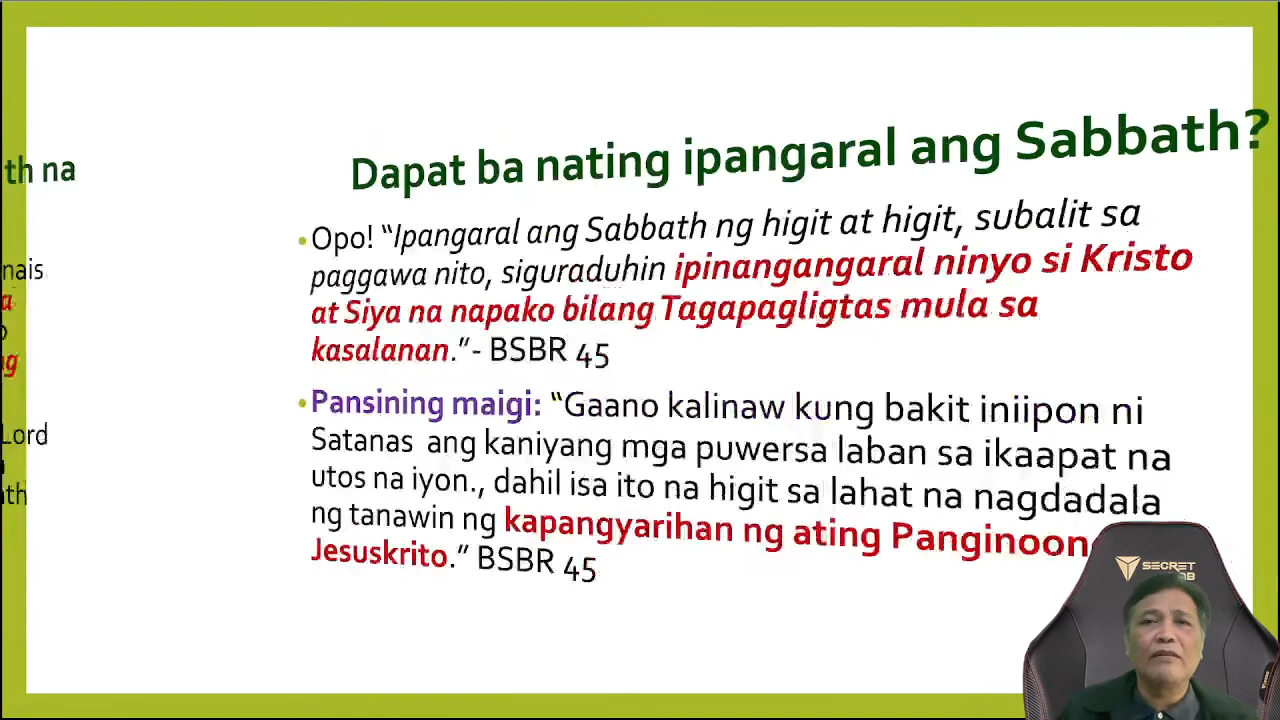 Dapat ba nating ipangaral ang Sabbath?
• Opo! “Ipangaral ang Sabbath ng higit at higit, subalit sa
paggawa nito, siguraduhin ipinangangaral ninyo si Kristo
at Siya na napako bilang Tagapagligtas mula sa
kasalanan.”- BSBR 45
• Pansining maigi: “Gaano kalinaw kung bakit iniipon ni
Satanas ang kaniyang mga puwersa laban sa ikaapat na
utos na iyon., dahil isa ito na higit sa lahat na nagdadala
ng tanawin ng kapangyarihan ng ating Panginoon
Jesuskrito.” BSBR 45
th na
nais
Lord
SECRET